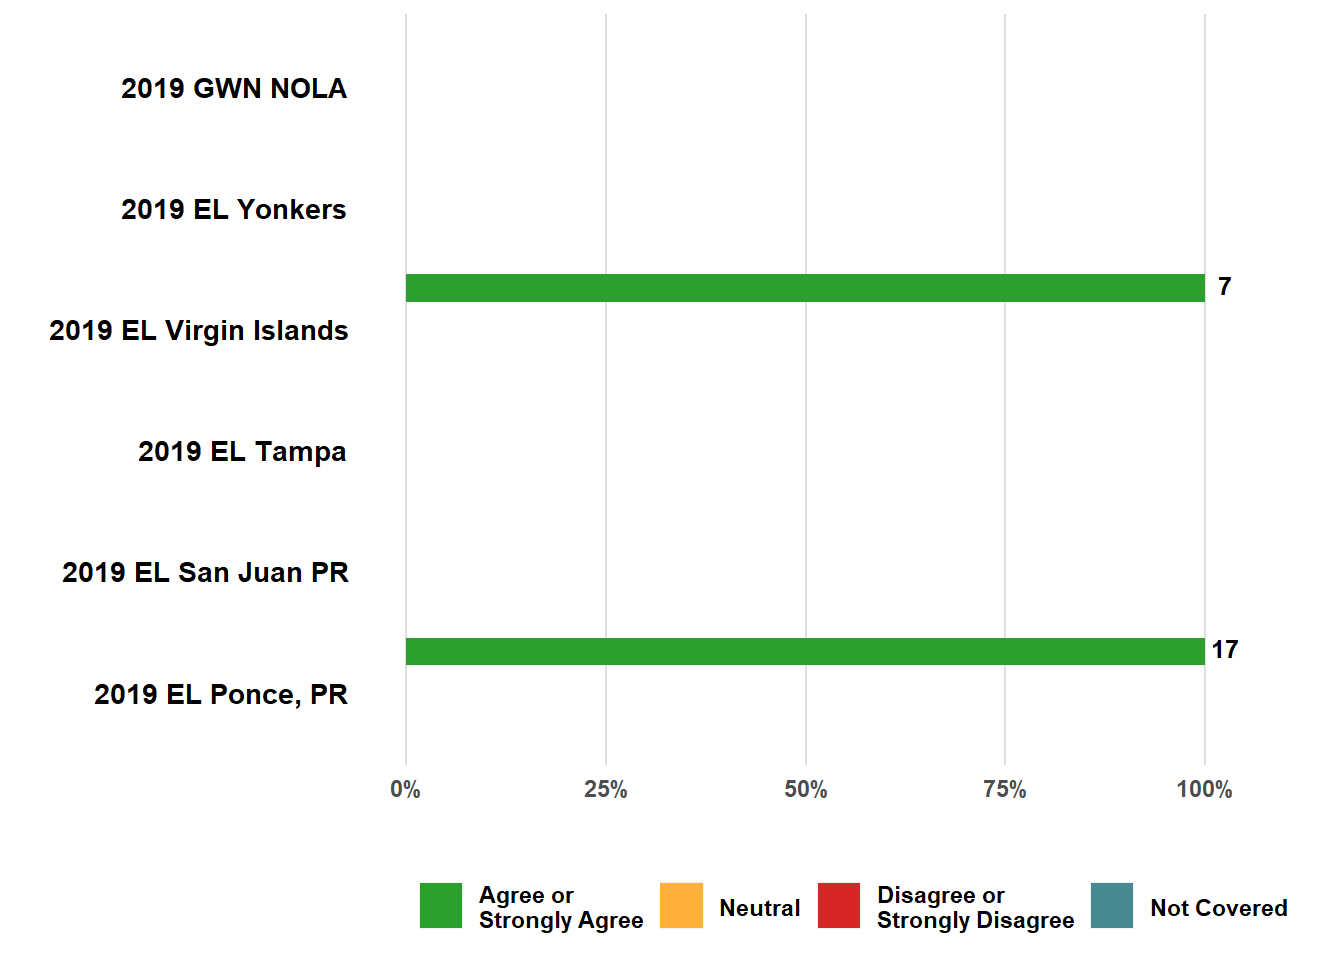 2019 GWN NOLA
2019 EL Yonkers
7
2019 EL Virgin Islands
2019 EL Tampa
2019 EL San Juan PR
17
2019 EL Ponce, PR
0% 25% 50% 75% 100%
Agree or
Strongly Agree
Neutral
Disagree or
Strongly Disagree
Not Covered